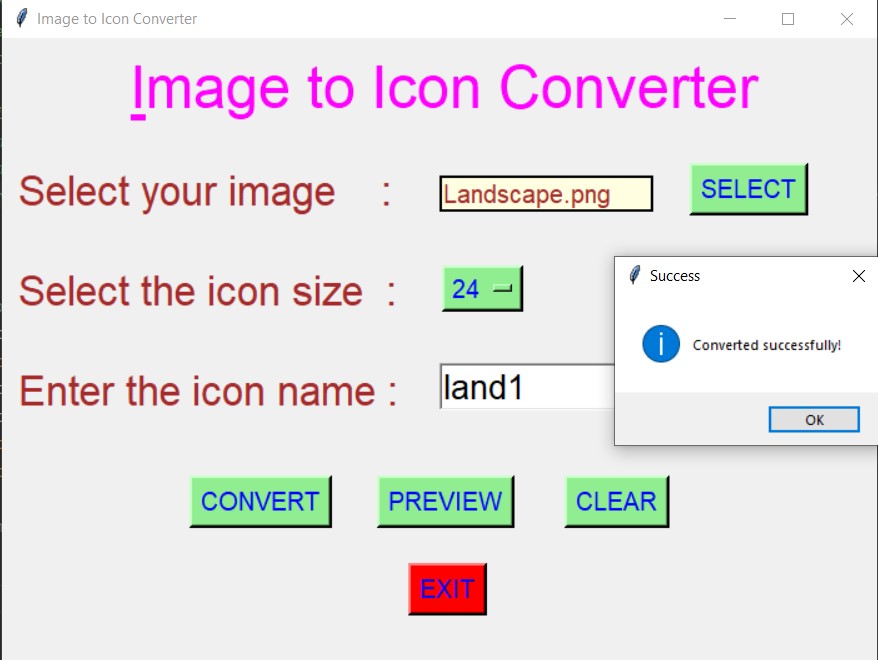 Image to Icon Converter
Image to Icon Converter
Select your image :
Landscape.png
SELECT
Select the icon size :
24
Success
Converted successfully!
OK
Enter the icon name :
land1
CONVERT
PREVIEW
CLEAR
EXIT